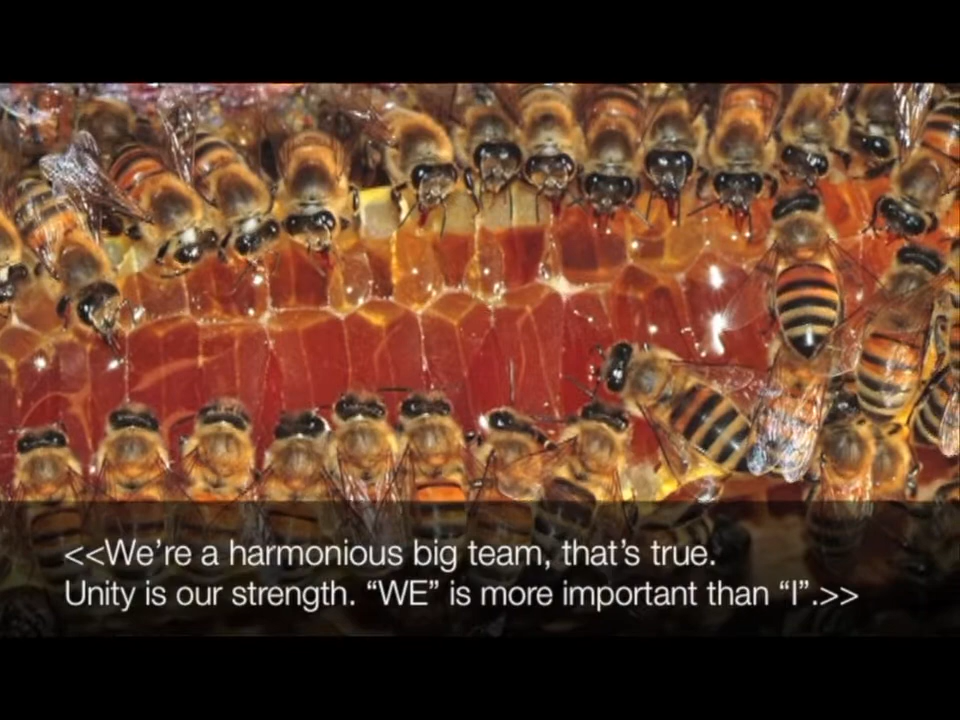 <<We're a harmonious big team, that's true.
Unity is our strength. “WE” is more important than “I”.>>